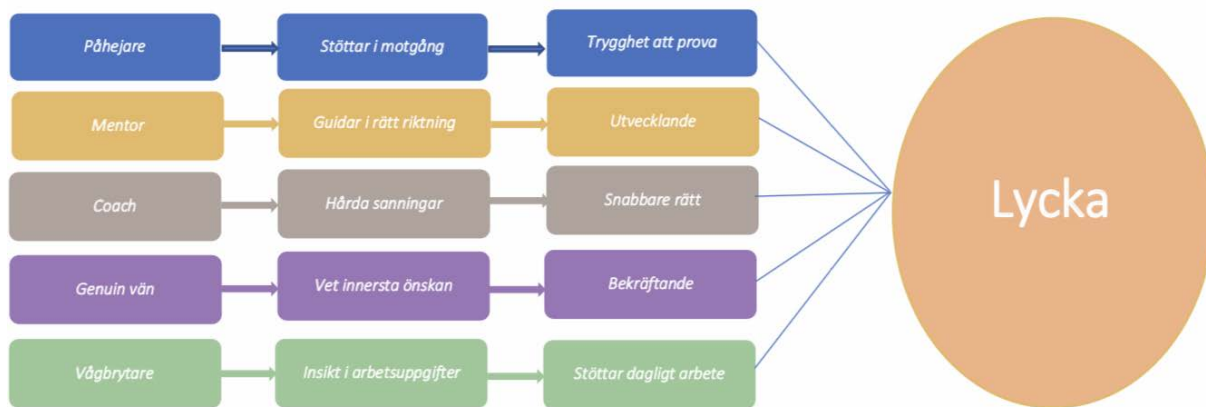 Påhejare
Stöttar i motgång
Trygghet att prova
Mentor
Guidar i rätt riktning
Utvecklande
Coach
Hårda sanningar
Snabbare rätt
Genuin vän
Vet innersta önskan
Bekräftande
Vågbrytare
Insikt i arbetsuppgifter
Stöttar dagligt arbete
Lycka